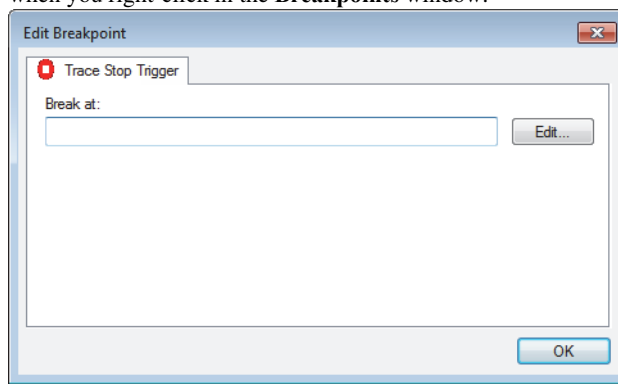 when you right-click in the Breakpoints window:
Edit Breakpoint
Trace Stop Trigger
Break at:
Edit...
OK